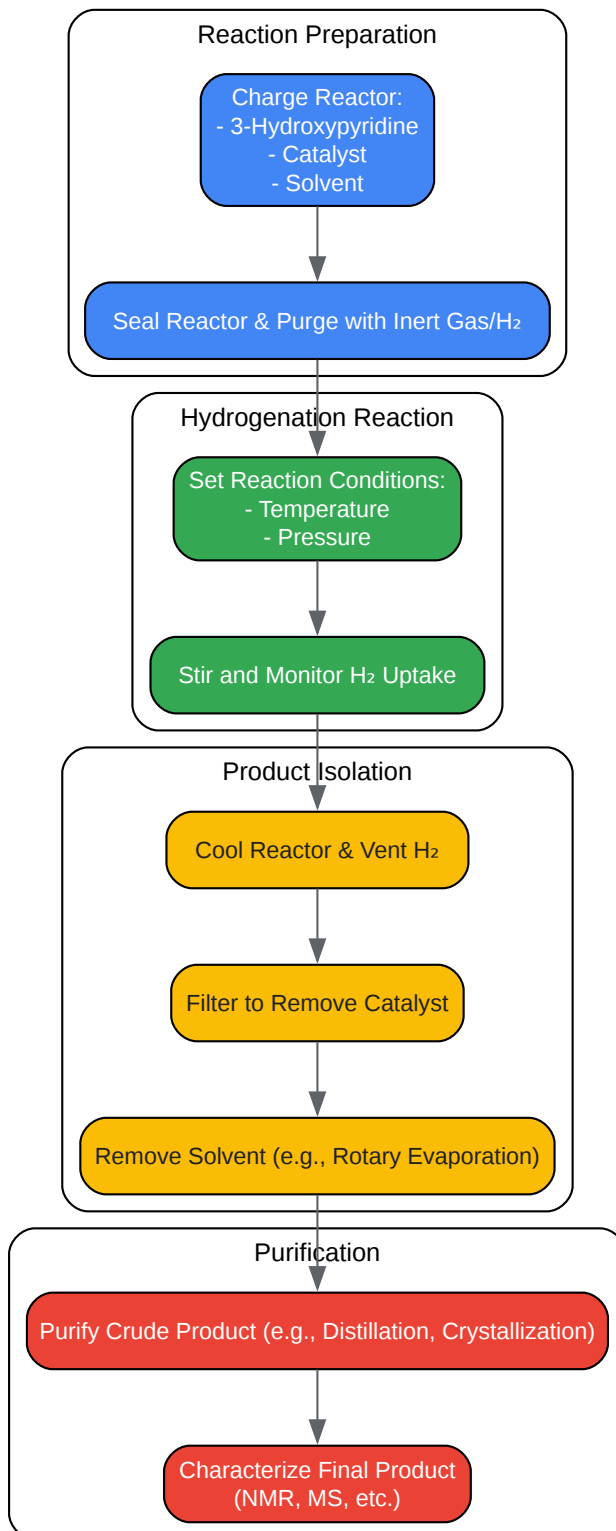 Reaction Preparation
Charge Reactor:
- 3-Hydroxypyridine
- Catalyst
- Solvent
Seal Reactor & Purge with Inert Gas/H₂
Hydrogenation Reaction
Set Reaction Conditions:
- Temperature
- Pressure
Stir and Monitor H₂ Uptake
Product Isolation
Cool Reactor & Vent H₂
Filter to Remove Catalyst
Remove Solvent (e.g., Rotary Evaporation)
Purification
Purify Crude Product (e.g., Distillation, Crystallization)
Characterize Final Product
(NMR, MS, etc.)